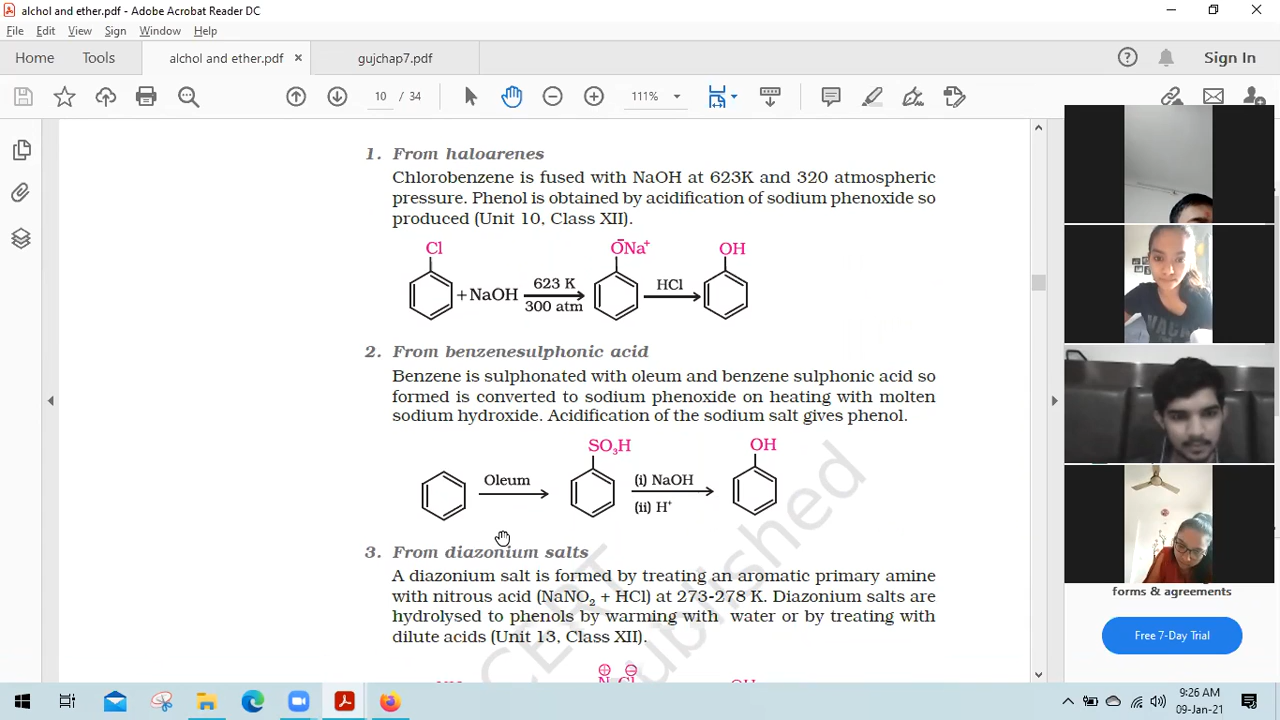 alchol and ether.pdf - Adobe Acrobat Reader DC
File Edit View Sign Window Help
Home Tools alchol and ether.pdf × gujchap7.pdf Sign In
10 / 34 111%
1. From haloarenes
Chlorobenzene is fused with NaOH at 623K and 320 atmospheric
pressure. Phenol is obtained by acidification of sodium phenoxide so
produced (Unit 10, Class XII).
Cl ŌNa⁺ OH
+NaOH 623 K HCl
300 atm
2. From benzenesulphonic acid
Benzene is sulphonated with oleum and benzene sulphonic acid so
formed is converted to sodium phenoxide on heating with molten
sodium hydroxide. Acidification of the sodium salt gives phenol.
SO₃H OH
Oleum (i) NaOH
(ii) H⁺
3. From diazonium salts
A diazonium salt is formed by treating an aromatic primary amine
with nitrous acid (NaNO₂ + HCl) at 273-278 K. Diazonium salts are
hydrolysed to phenols by warming with water or by treating with
dilute acids (Unit 13, Class XII).
forms & agreements
Free 7-Day Trial
9:26 AM
09-Jan-21